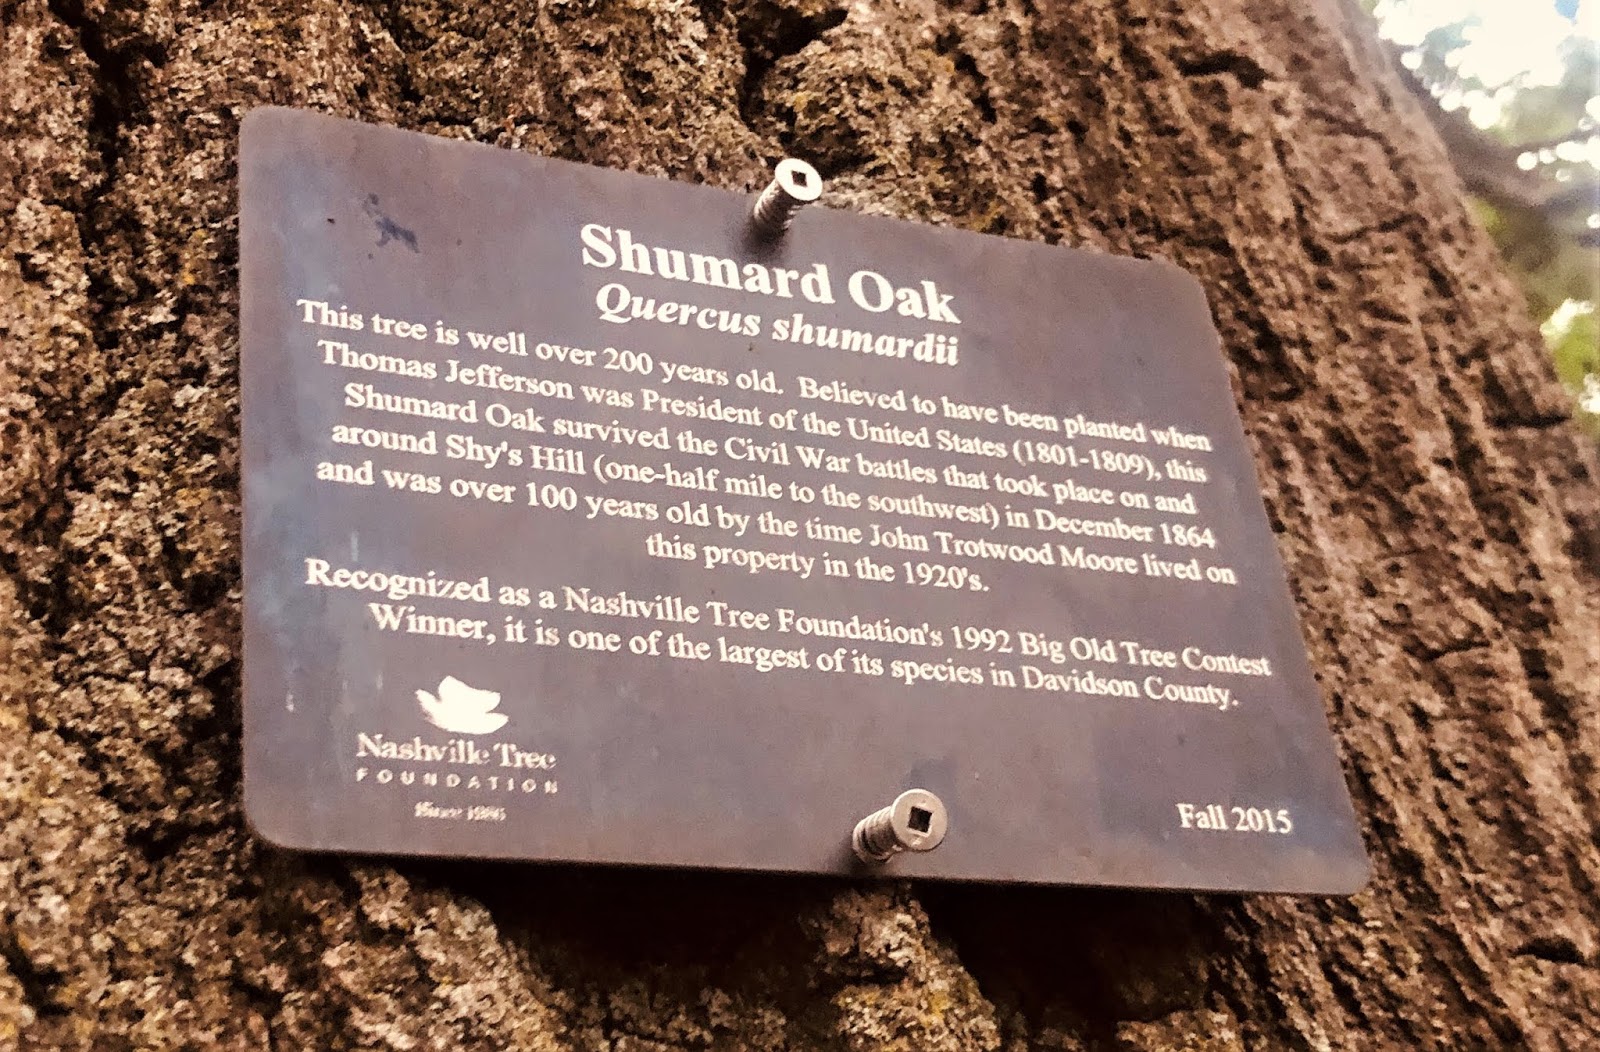 Shumard Oak
Quercus shumardii
This tree is well over 200 years old. Believed to have been planted when
Thomas Jefferson was President of the United States (1801-1809), this
Shumard Oak survived the Civil War battles that took place on and
around Shy's Hill (one-half mile to the southwest) in December 1864
and was over 100 years old by the time John Trotwood Moore lived on
this property in the 1920's.
Recognized as a Nashville Tree Foundation's 1992 Big Old Tree Contest
Winner, it is one of the largest of its species in Davidson County.
Nashville Tree
FOUNDATION
Since
Fall 2015